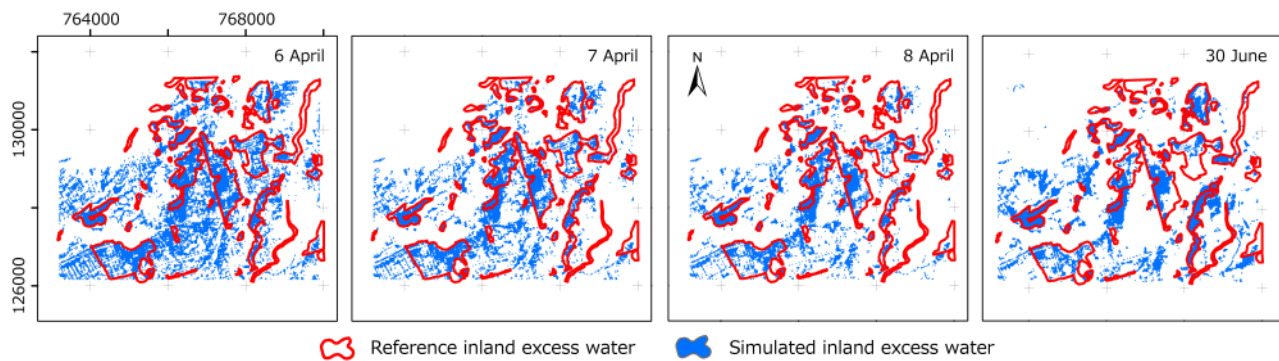 764000 768000
6 April
7 April
8 April
30 June
N
130000
126000
Reference inland excess water
Simulated inland excess water